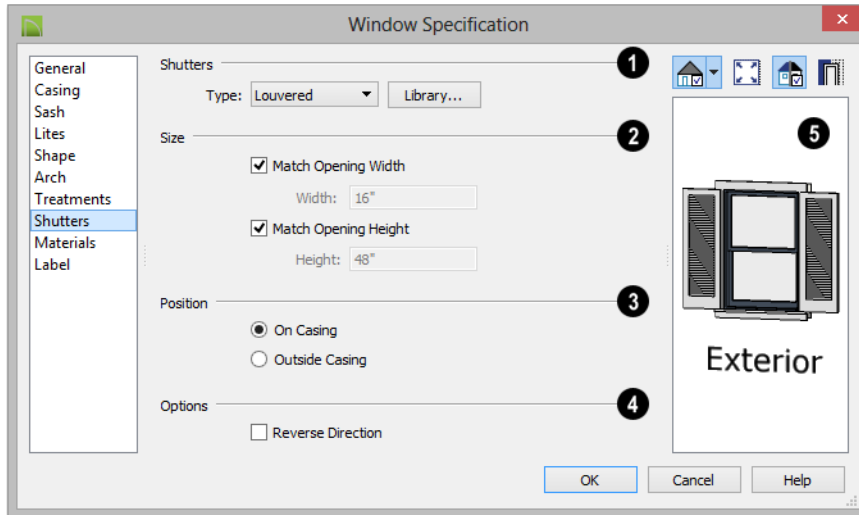 Window Specification
General
Casing
Sash
Lites
Shape
Arch
Treatments
Shutters
Materials
Label
Shutters 1
Type: Louvered Library...
Size 2
Match Opening Width
Width: 16"
Match Opening Height
Height: 48"
Position 3
On Casing
Outside Casing
Options 4
Reverse Direction
5
Exterior
OK Cancel Help